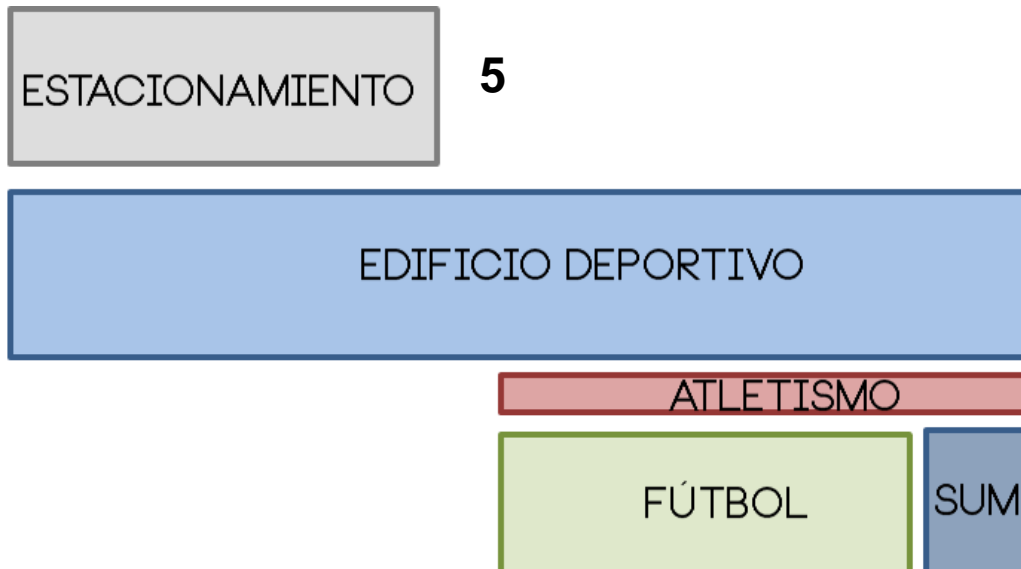 ESTACIONAMIENTO
5
EDIFICIO DEPORTIVO
ATLETISMO
FÚTBOL
SUM